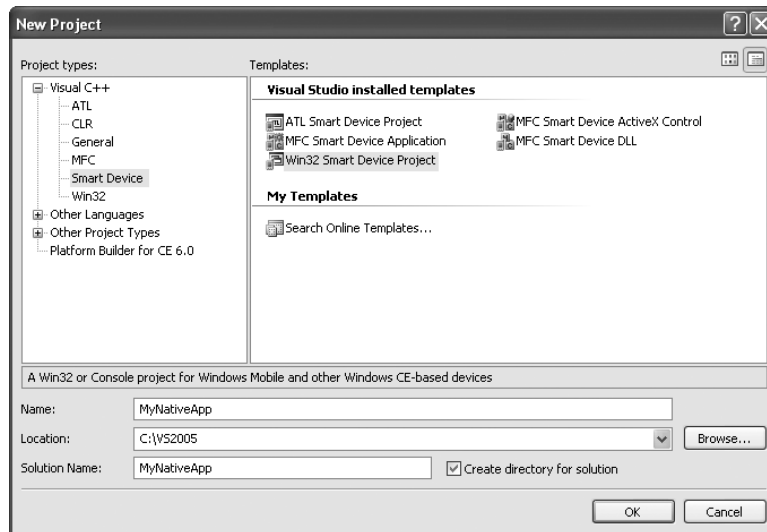 New Project
Project types:
Templates:
Visual C++
ATL
CLR
General
MFC
Smart Device
Win32
Other Languages
Other Project Types
Platform Builder for CE 6.0
Visual Studio installed templates
ATL Smart Device Project
MFC Smart Device ActiveX Control
MFC Smart Device Application
MFC Smart Device DLL
Win32 Smart Device Project
My Templates
Search Online Templates...
A Win32 or Console project for Windows Mobile and other Windows CE-based devices
Name:
MyNativeApp
Location:
C:\VS2005
Browse...
Solution Name:
MyNativeApp
Create directory for solution
OK
Cancel